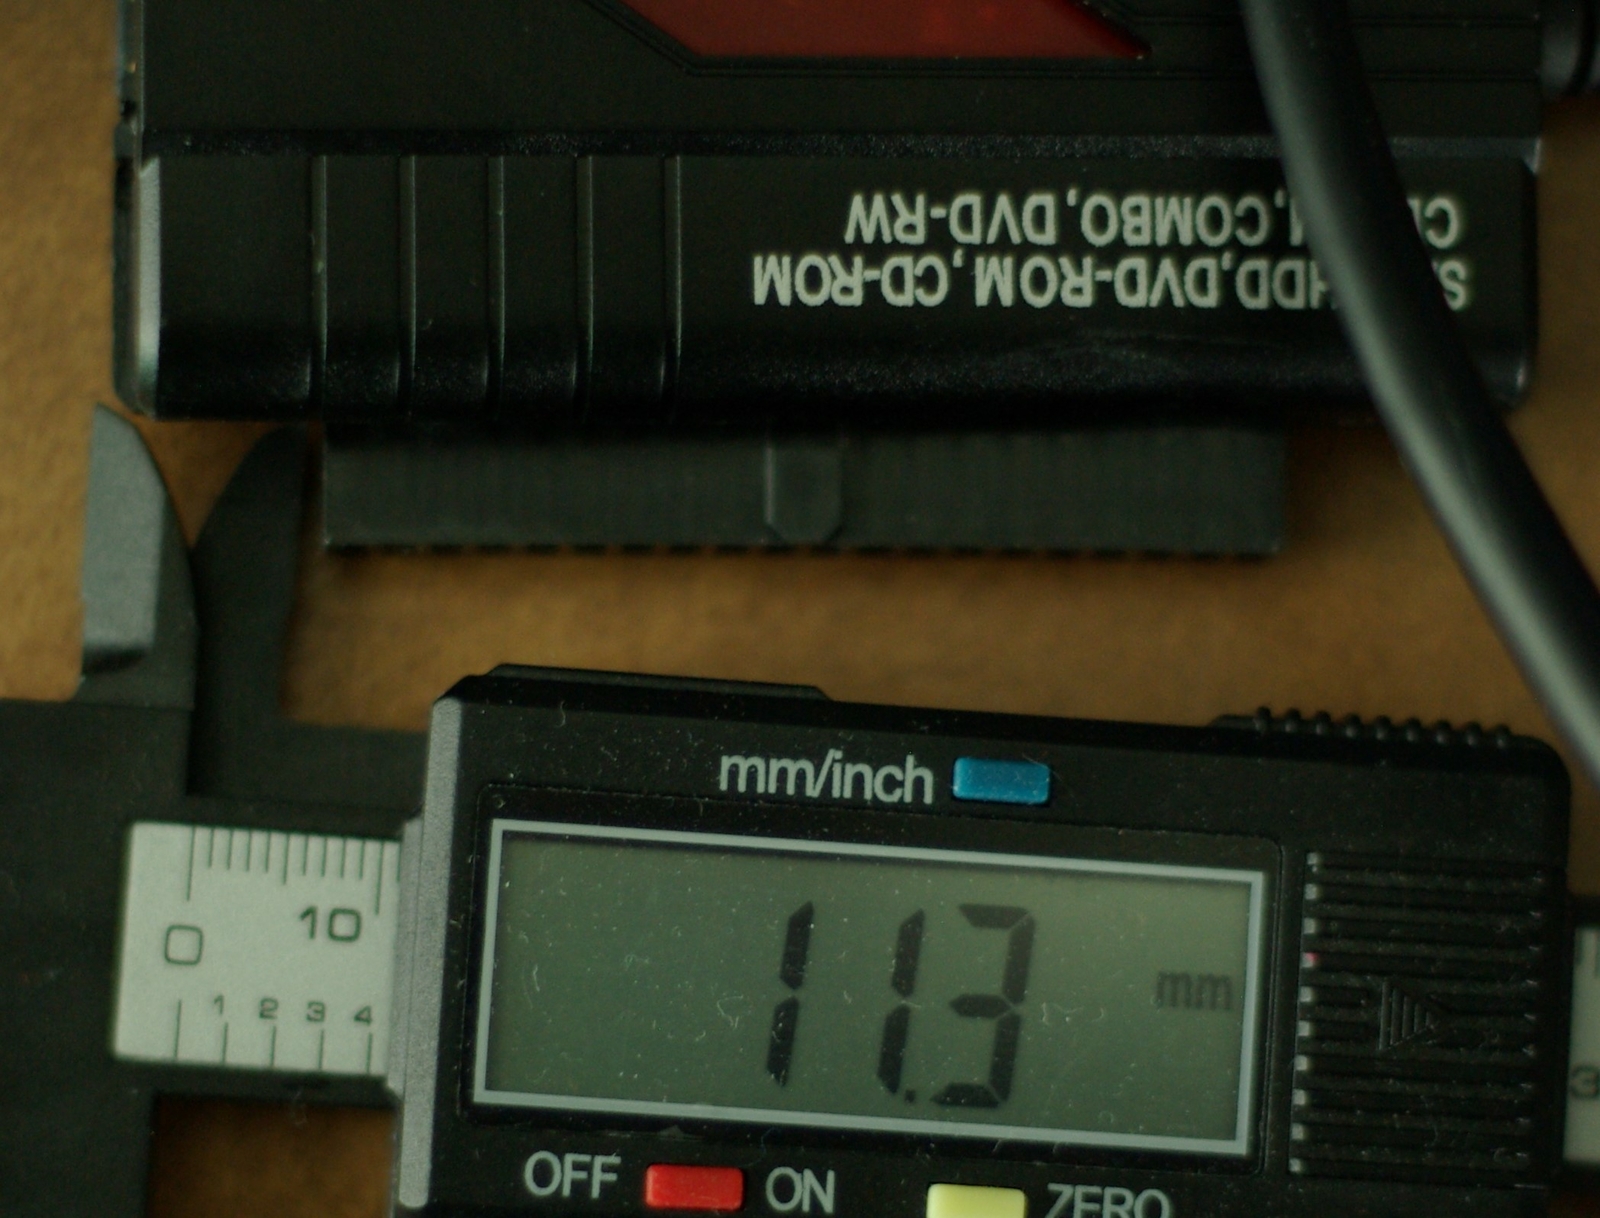 HDD,DVD-ROM,CD-ROM
COMBO,DVD-RW
mm/inch
11.3 mm
0 10
1 2 3 4
3
OFF ON ZERO